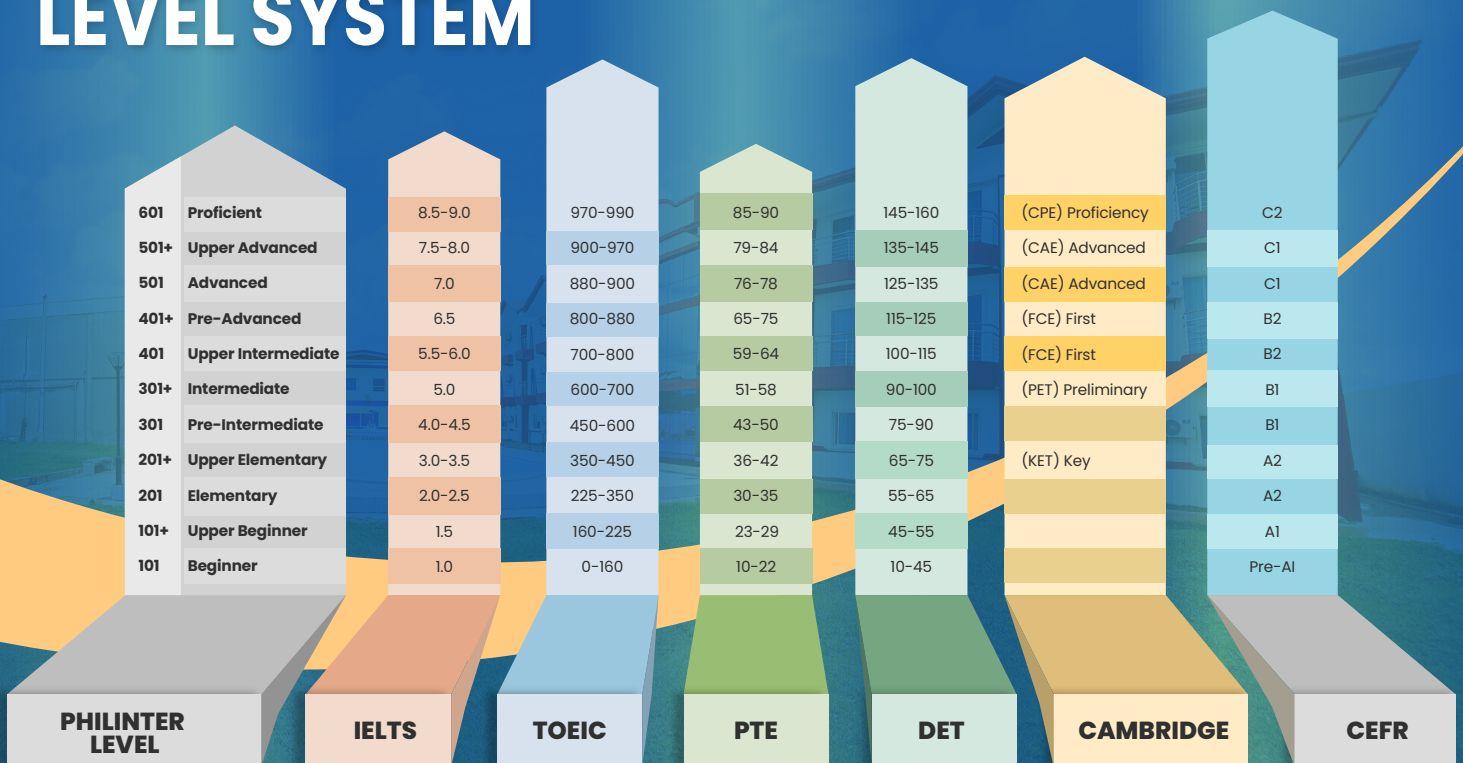 LEVEL SYSTEM
601 Proficient 8.5-9.0 970-990 85-90 145-160 (CPE) Proficiency C2
501+ Upper Advanced 7.5-8.0 900-970 79-84 135-145 (CAE) Advanced C1
501 Advanced 7.0 880-900 76-78 125-135 (CAE) Advanced C1
401+ Pre-Advanced 6.5 800-880 65-75 115-125 (FCE) First B2
401 Upper Intermediate 5.5-6.0 700-800 59-64 100-115 (FCE) First B2
301+ Intermediate 5.0 600-700 51-58 90-100 (PET) Preliminary B1
301 Pre-Intermediate 4.0-4.5 450-600 43-50 75-90 B1
201+ Upper Elementary 3.0-3.5 350-450 36-42 65-75 (KET) Key A2
201 Elementary 2.0-2.5 225-350 30-35 55-65 A2
101+ Upper Beginner 1.5 160-225 23-29 45-55 A1
101 Beginner 1.0 0-160 10-22 10-45 Pre-AI
PHILINTER
LEVEL
IELTS
TOEIC
PTE
DET
CAMBRIDGE
CEFR